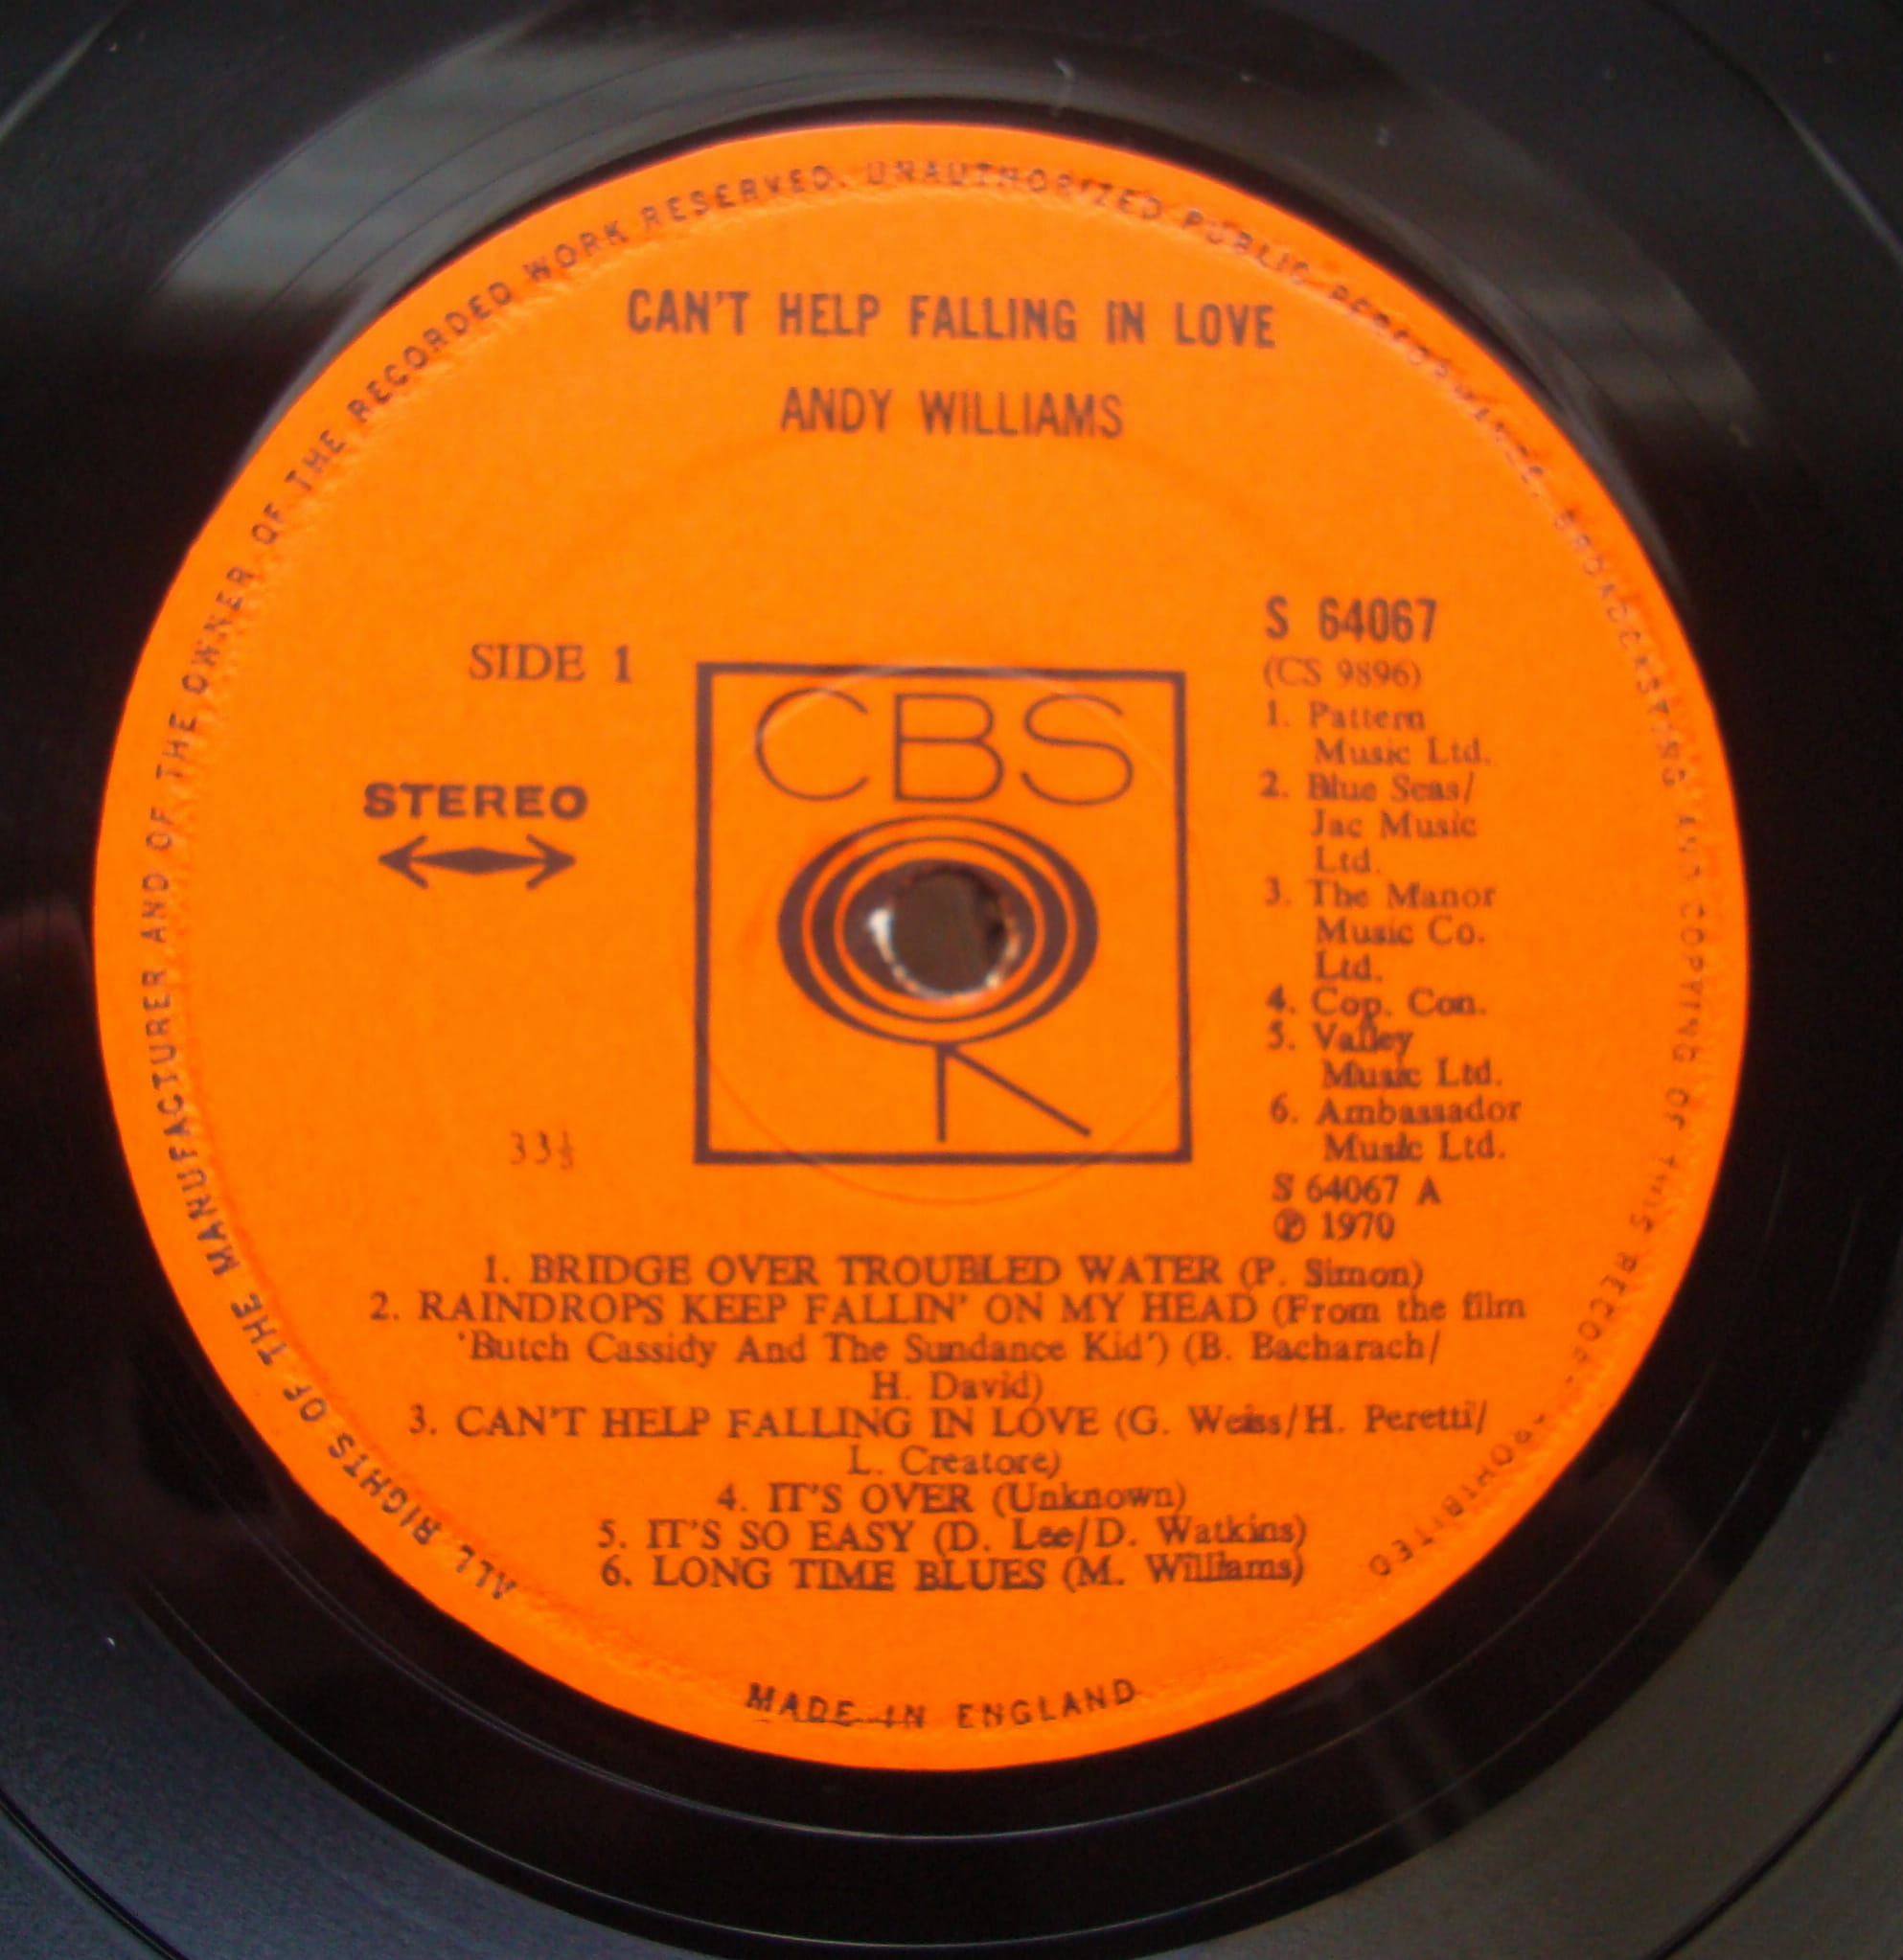 ALL RIGHTS OF THE MANUFACTURER AND OF THE OWNER OF THE RECORDED WORK RESERVED. UNAUTHORIZED PUBLIC PERFORMANCE, BROADCASTING AND COPYING OF THIS RECORD PROHIBITED
CAN'T HELP FALLING IN LOVE
ANDY WILLIAMS
SIDE 1
STEREO
33⅓
CBS
S 64067
(CS 9896)
1. Pattern
Music Ltd.
2. Blue Seas/
Jac Music
Ltd.
3. The Manor
Music Co.
Ltd.
4. Cop. Con.
5. Valley
Music Ltd.
6. Ambassador
Music Ltd.
S 64067 A
℗ 1970
1. BRIDGE OVER TROUBLED WATER (P. Simon)
2. RAINDROPS KEEP FALLIN' ON MY HEAD (From the film
'Butch Cassidy And The Sundance Kid') (B. Bacharach/
H. David)
3. CAN'T HELP FALLING IN LOVE (G. Weiss/H. Peretti/
L. Creatore)
4. IT'S OVER (Unknown)
5. IT'S SO EASY (D. Lee/D. Watkins)
6. LONG TIME BLUES (M. Williams)
MADE IN ENGLAND